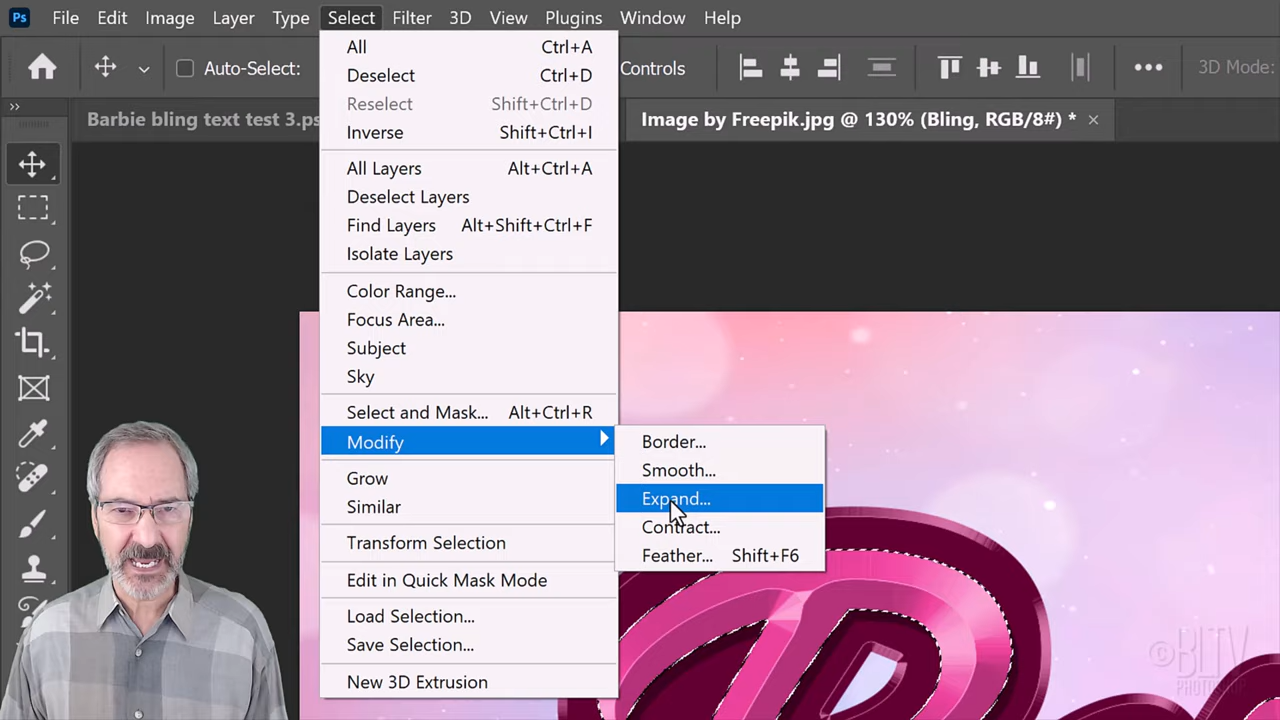 Ps File Edit Image Layer Type Select Filter 3D View Plugins Window Help
Auto-Select: Controls 3D Mode:
Barbie bling text test 3.ps Image by Freepik.jpg @ 130% (Bling, RGB/8#) * ×
All Ctrl+A
Deselect Ctrl+D
Reselect Shift+Ctrl+D
Inverse Shift+Ctrl+I
All Layers Alt+Ctrl+A
Deselect Layers
Find Layers Alt+Shift+Ctrl+F
Isolate Layers
Color Range...
Focus Area...
Subject
Sky
Select and Mask... Alt+Ctrl+R
Modify
Grow
Similar
Transform Selection
Edit in Quick Mask Mode
Load Selection...
Save Selection...
New 3D Extrusion
Border...
Smooth...
Expand...
Contract...
Feather... Shift+F6
©BLTV
PHOTOSHOP